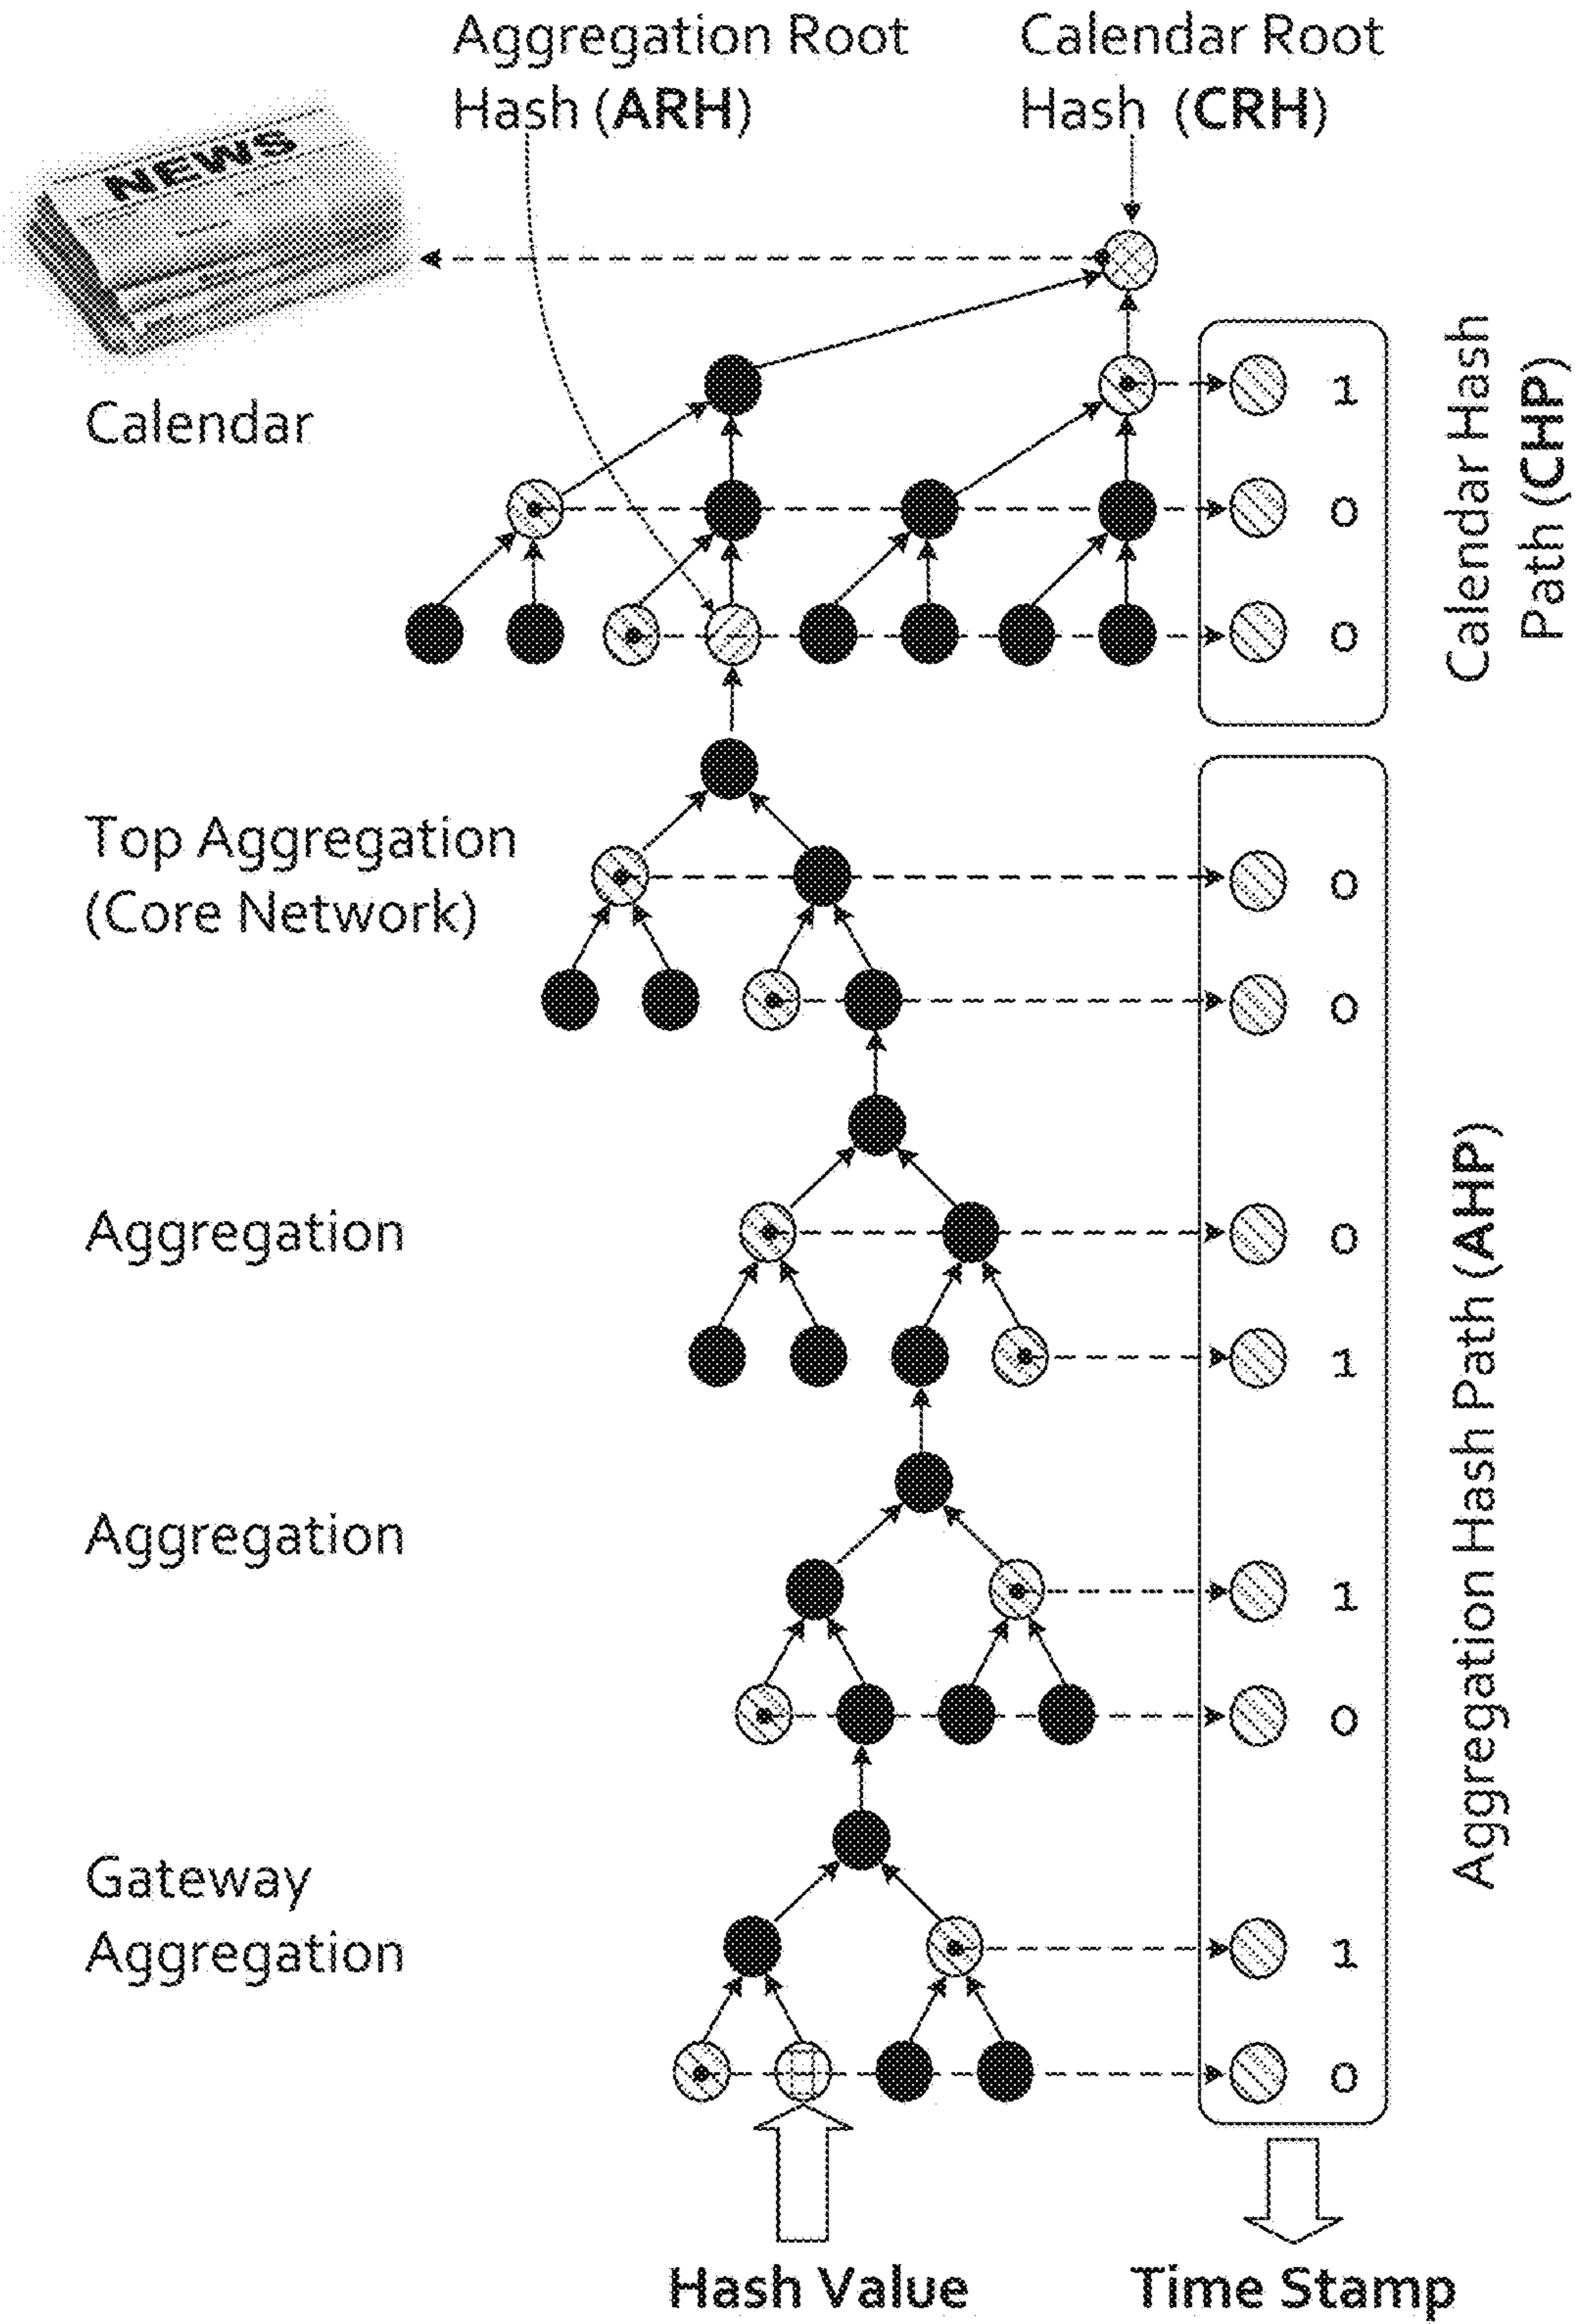 Aggregation Root
Hash (ARH)
Calendar Root
Hash (CRH)
NEWS
Calendar
1
0
0
Calendar Hash
Path (CHP)
Top Aggregation
(Core Network)
0
0
Aggregation
0
1
Aggregation Hash Path (AHP)
Aggregation
1
0
Gateway
Aggregation
1
0
Hash Value
Time Stamp